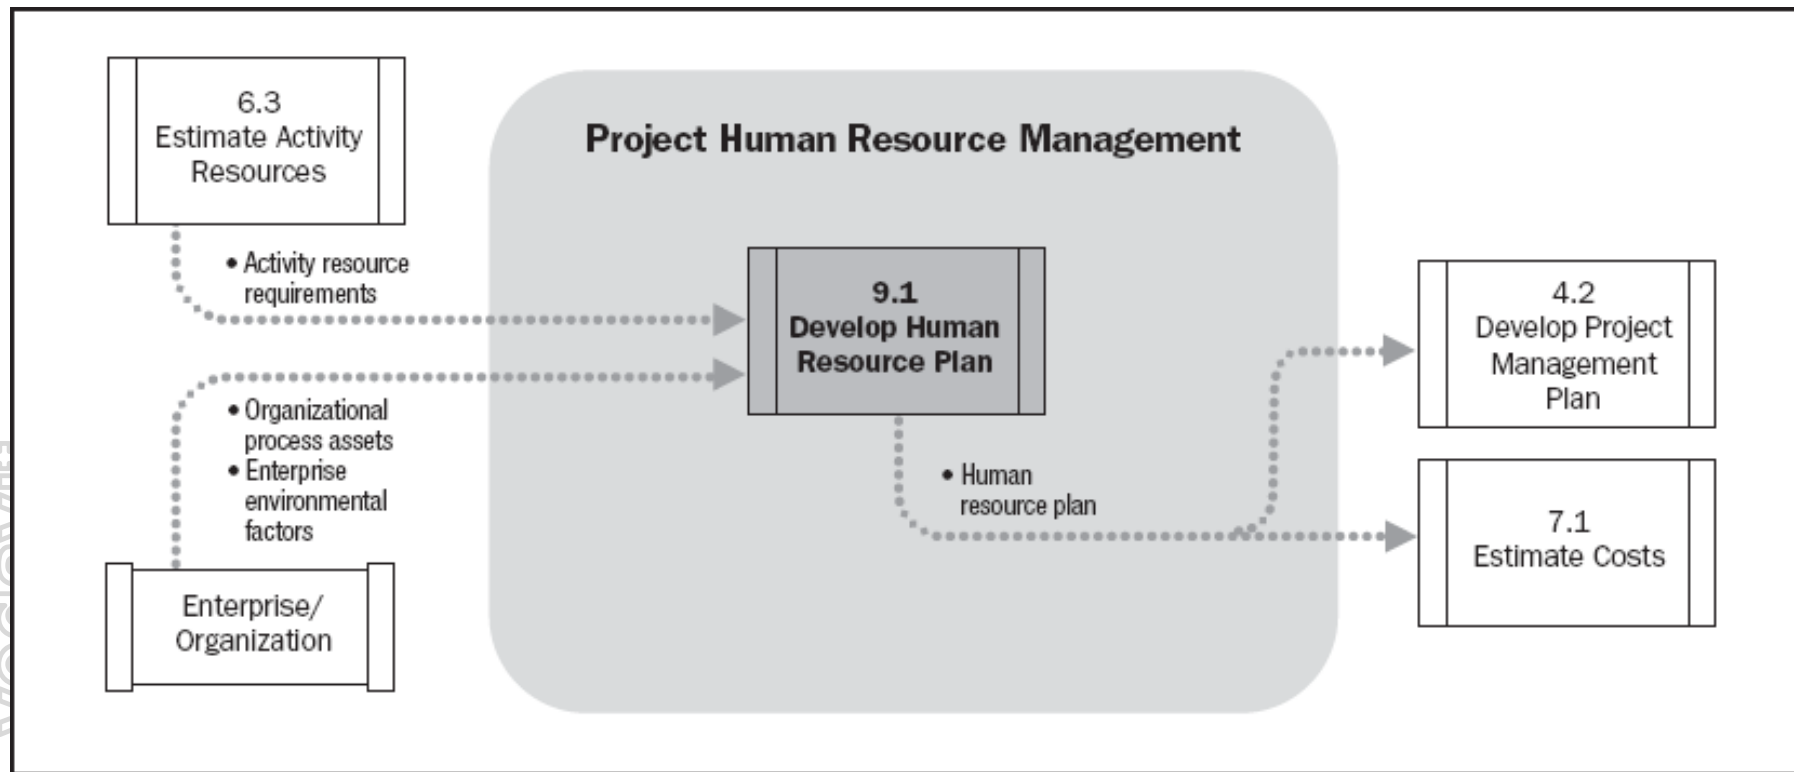 Project Human Resource Management
6.3
Estimate Activity
Resources
• Activity resource
requirements
• Organizational
process assets
• Enterprise
environmental
factors
Enterprise/
Organization
9.1
Develop Human
Resource Plan
• Human
resource plan
4.2
Develop Project
Management
Plan
7.1
Estimate Costs